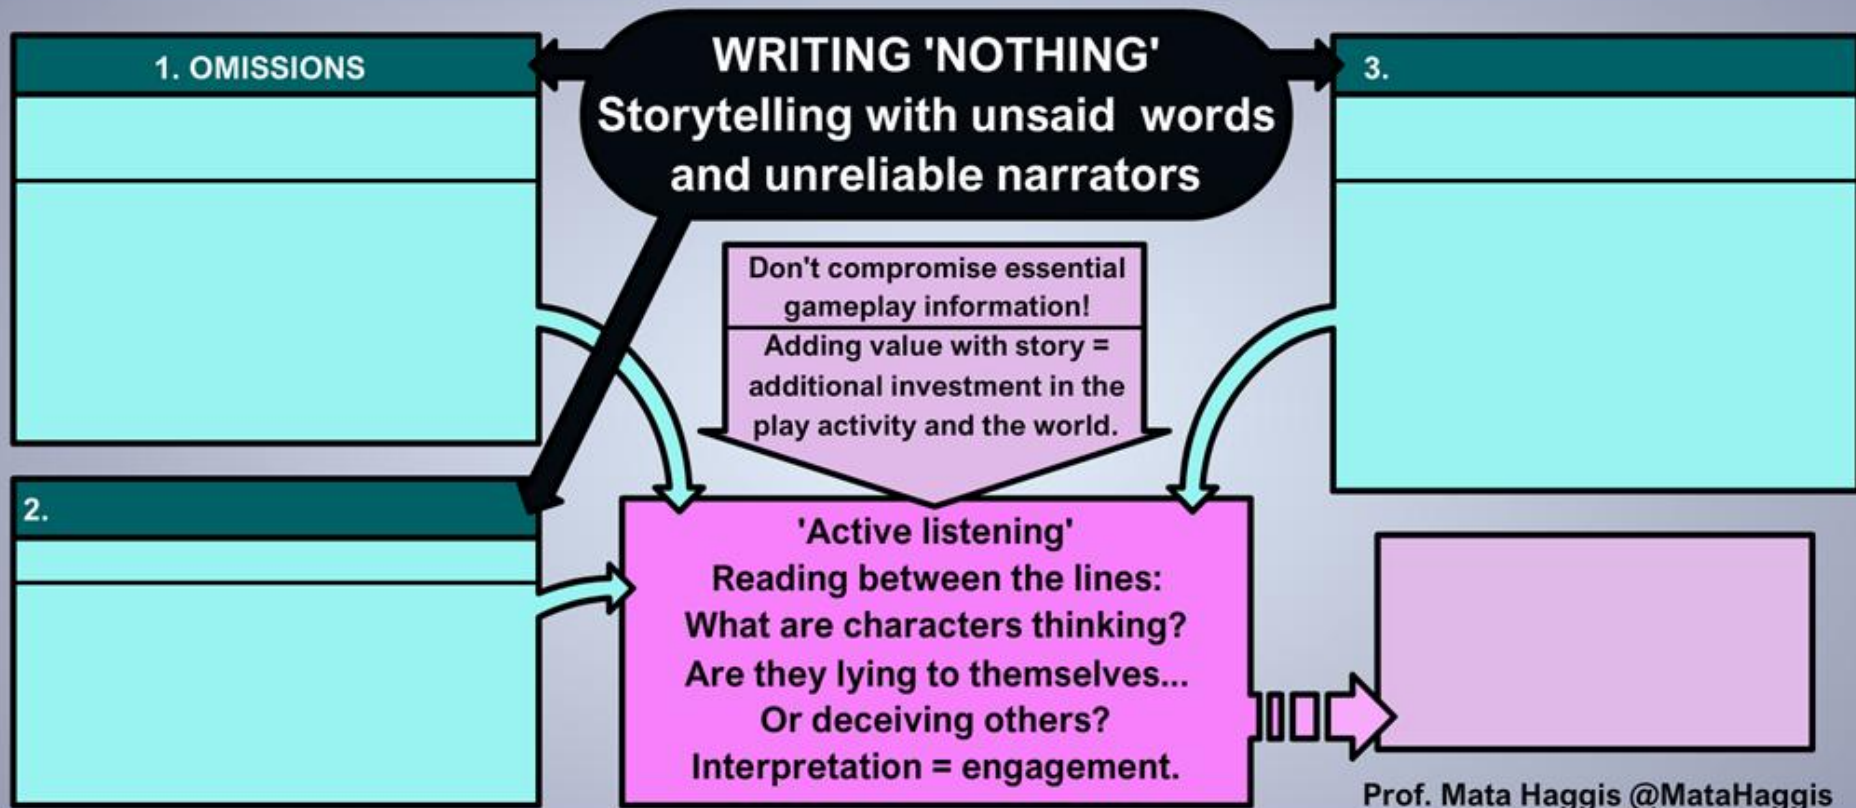 WRITING 'NOTHING'
Storytelling with unsaid words
and unreliable narrators
1. OMISSIONS
2.
3.
Don't compromise essential
gameplay information!
Adding value with story =
additional investment in the
play activity and the world.
'Active listening'
Reading between the lines:
What are characters thinking?
Are they lying to themselves...
Or deceiving others?
Interpretation = engagement.
Prof. Mata Haggis @MataHaggis